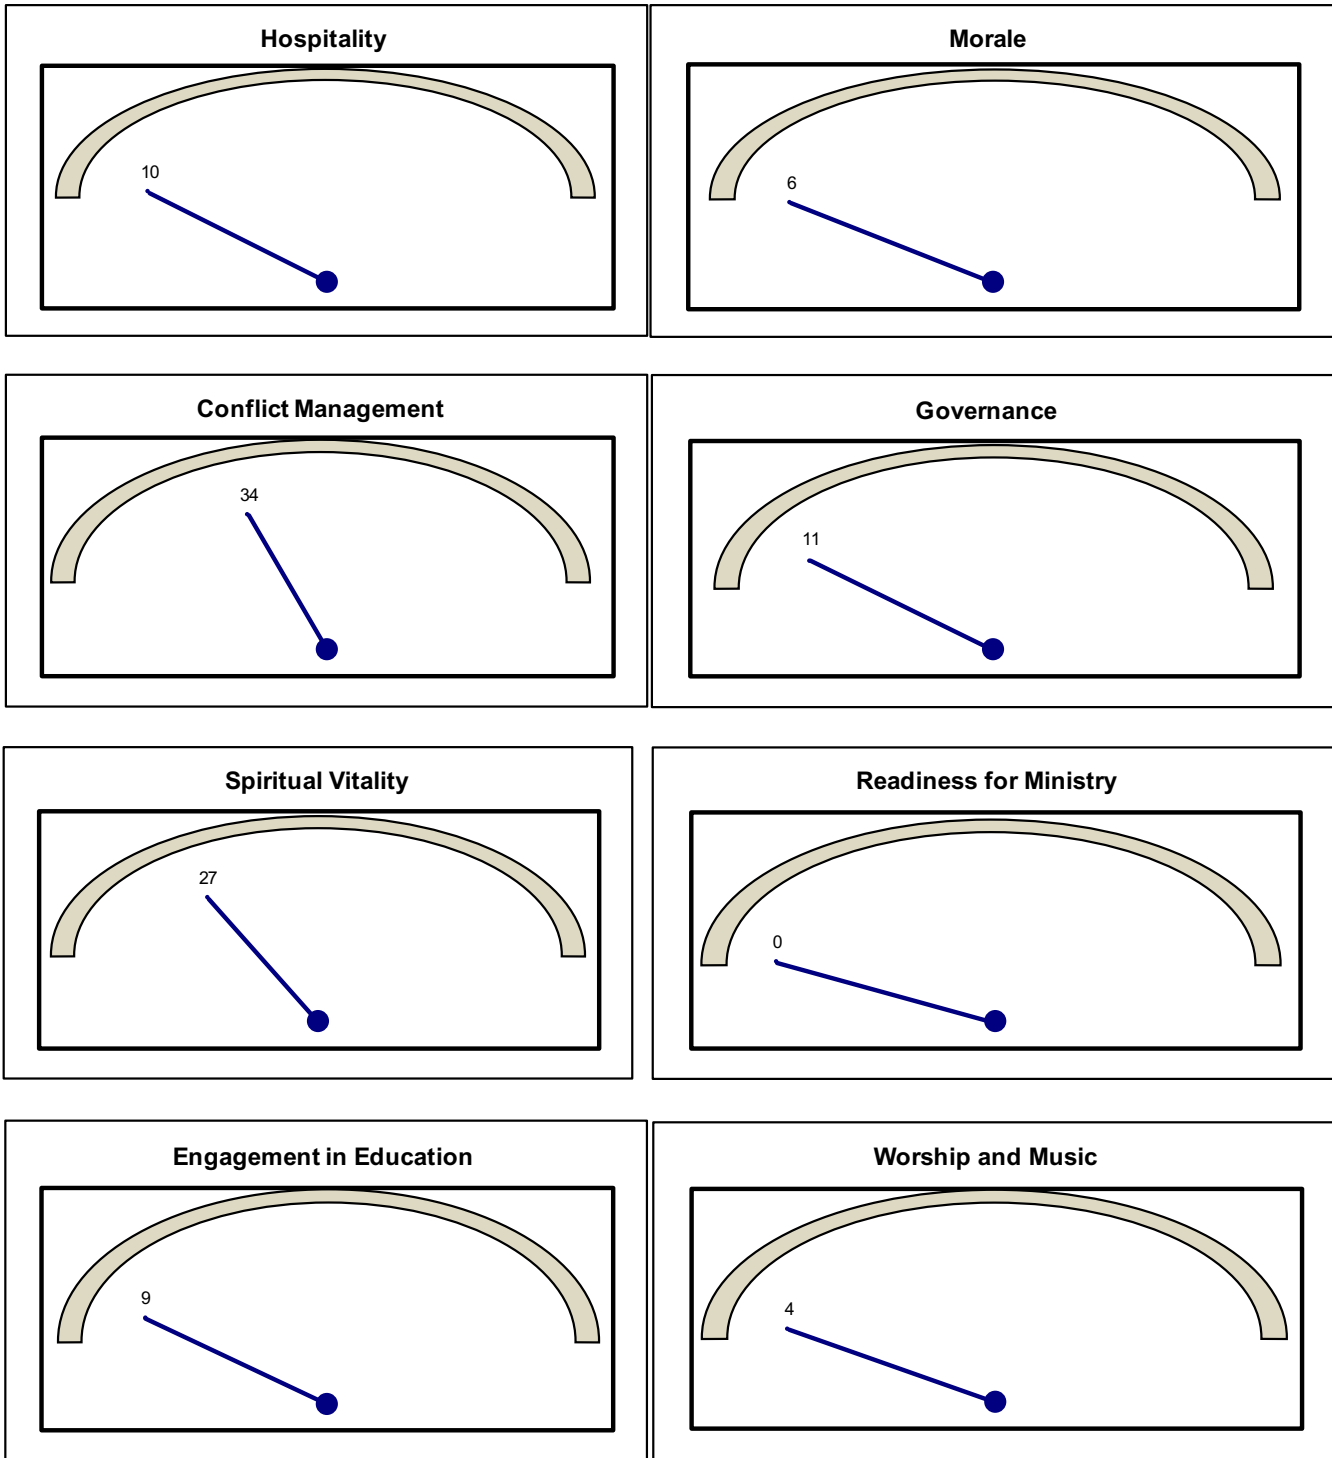 Hospitality
10
Morale
6
Conflict Management
34
Governance
11
Spiritual Vitality
27
Readiness for Ministry
0
Engagement in Education
9
Worship and Music
4